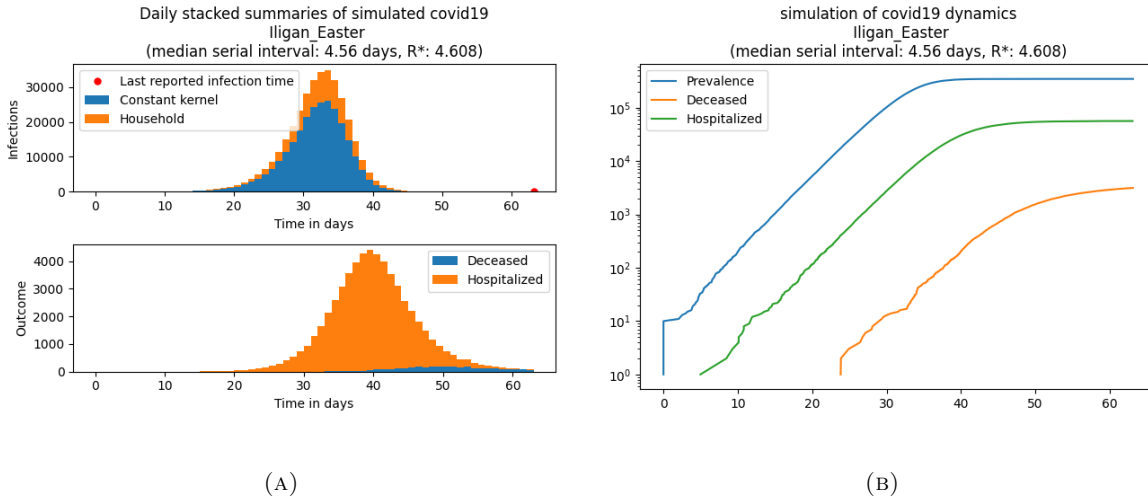 Daily stacked summaries of simulated covid19
Iligan_Easter
(median serial interval: 4.56 days, R*: 4.608)
Infections
30000
20000
10000
0
Last reported infection time
Constant kernel
Household
0 10 20 30 40 50 60
Time in days
Outcome
4000
3000
2000
1000
0
Deceased
Hospitalized
0 10 20 30 40 50 60
Time in days
(A)
simulation of covid19 dynamics
Iligan_Easter
(median serial interval: 4.56 days, R*: 4.608)
Prevalence
Deceased
Hospitalized
10⁵
10⁴
10³
10²
10¹
10⁰
0 10 20 30 40 50 60
(B)